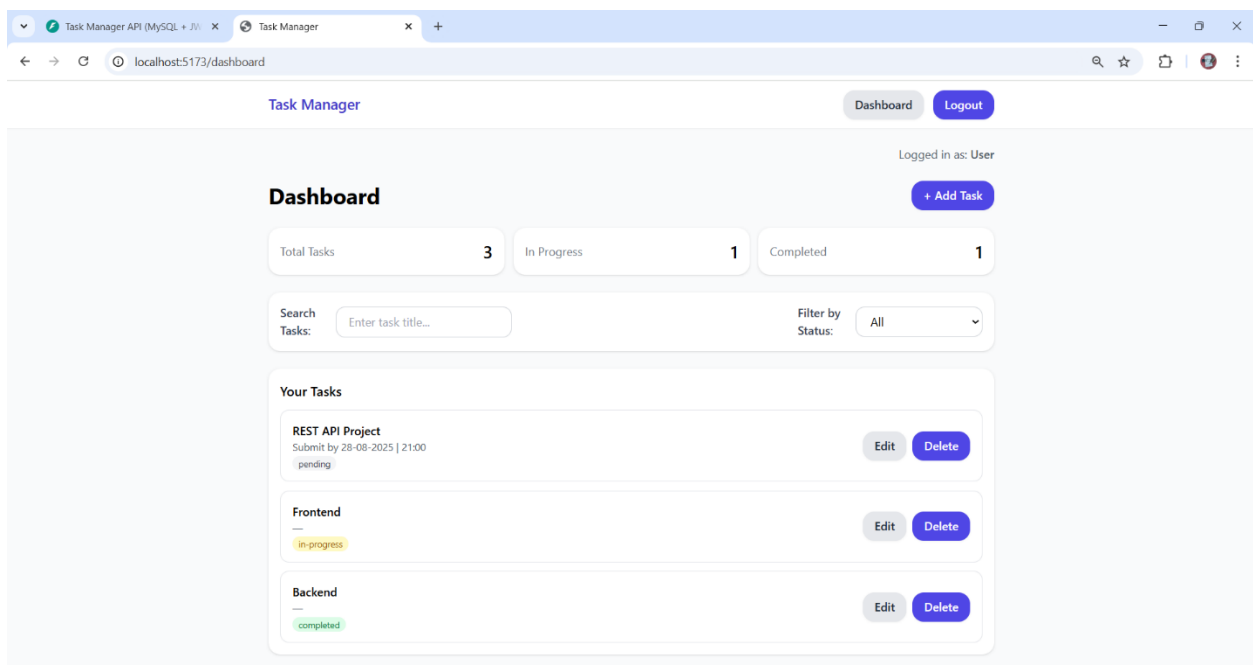 Task Manager API (MySQL + JW
Task Manager
localhost:5173/dashboard
Task Manager
Dashboard
Logout
Logged in as: User
Dashboard
+ Add Task
Total Tasks 3
In Progress 1
Completed 1
Search
Tasks:
Enter task title...
Filter by
Status:
All
Your Tasks
REST API Project
Submit by 28-08-2025 | 21:00
pending
Edit Delete
Frontend
—
in-progress
Edit Delete
Backend
—
completed
Edit Delete